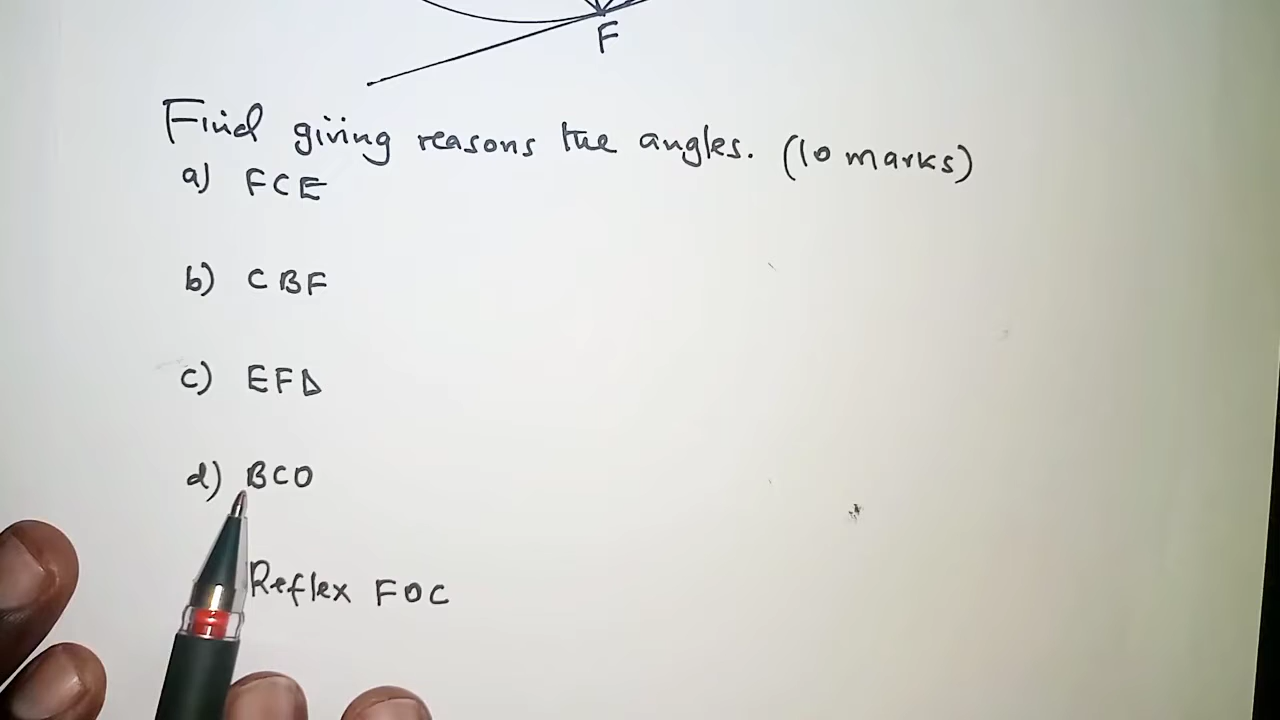 F
Find giving reasons the angles. (10 marks)
a) FCE
b) CBF
c) EFD
d) BCO
Reflex FOC